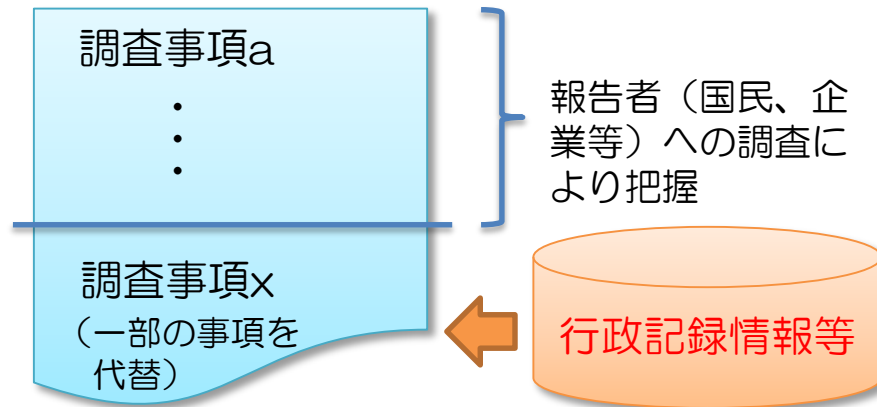 調査事項a
・
・
・
報告者（国民、企
業等）への調査に
より把握
調査事項x
（一部の事項を
代替）
行政記録情報等